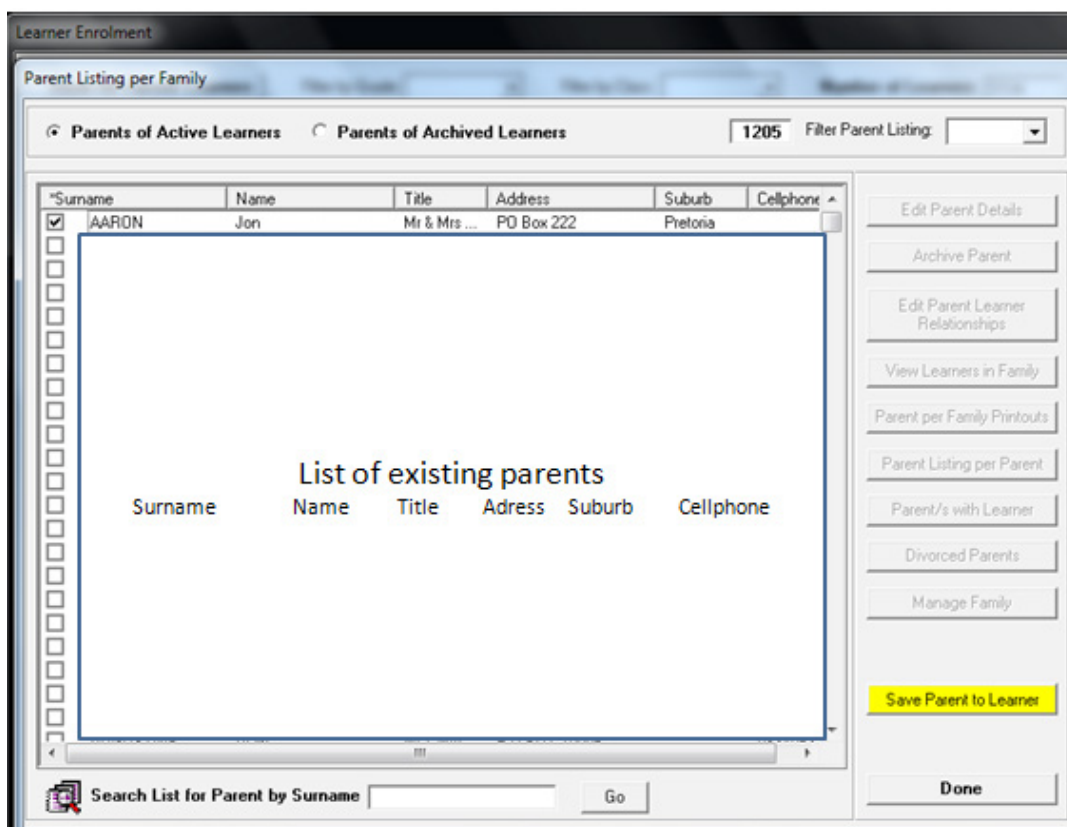 Learner Enrolment
Parent Listing per Family
Parents of Active Learners Parents of Archived Learners 1205 Filter Parent Listing:
*Surname Name Title Address Suburb Cellphone
AARON Jon Mr & Mrs ... PO Box 222 Pretoria
List of existing parents
Surname Name Title Adress Suburb Cellphone
Edit Parent Details
Archive Parent
Edit Parent Learner
Relationships
View Learners in Family
Parent per Family Printouts
Parent Listing per Parent
Parent/s with Learner
Divorced Parents
Manage Family
Save Parent to Learner
Search List for Parent by Surname Go
Done